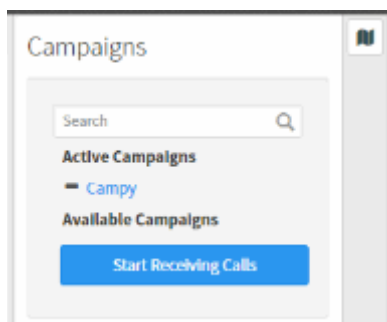 Campaigns
Search
Active Campaigns
Campy
Available Campaigns
Start Receiving Calls